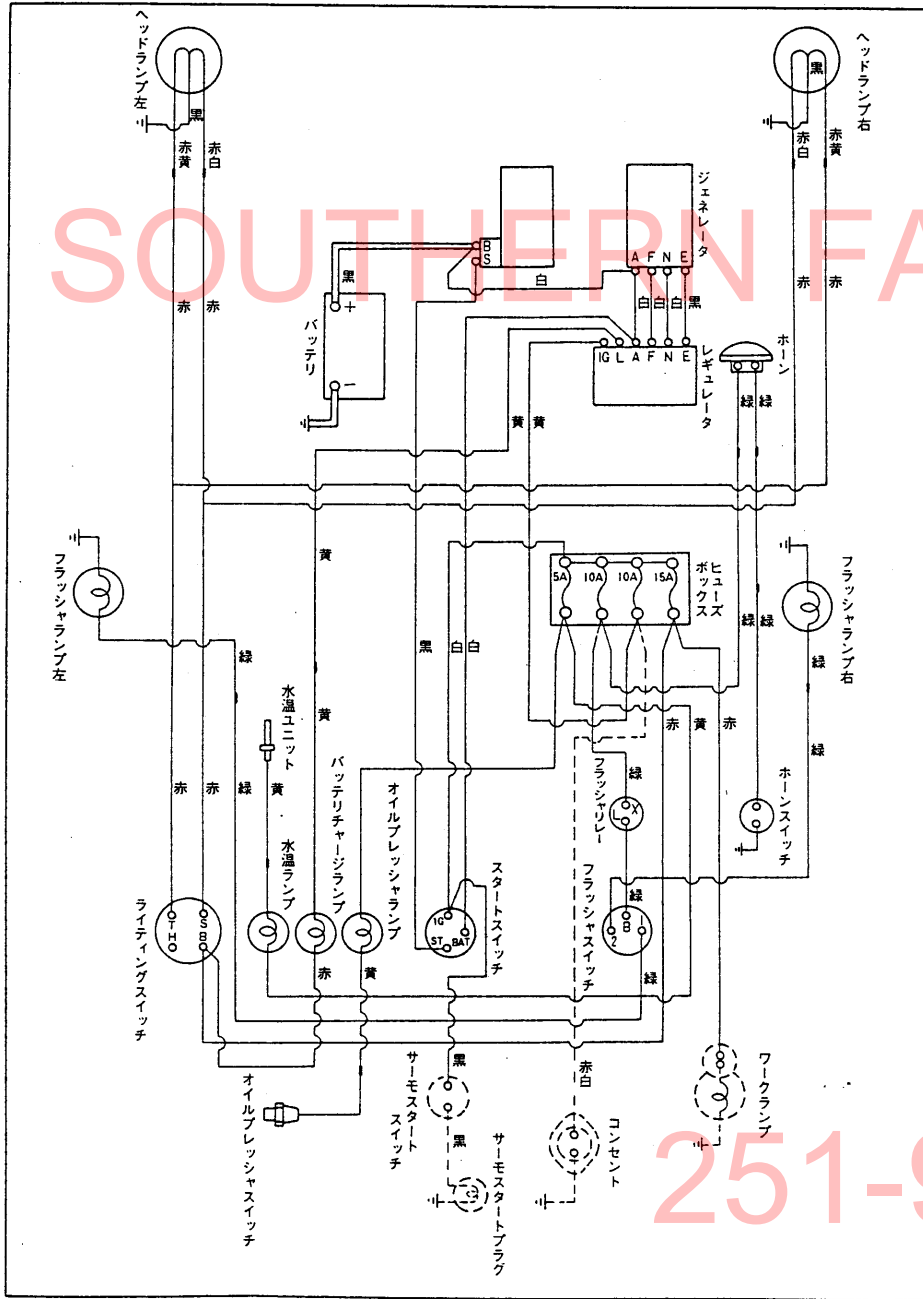 ヘッドランプ左
黒
赤黄
赤白
ヘッドランプ右
黒
赤白
赤黄
ジェネレータ
A F N E
B
S
白
黒
白
白
白
黒
+
バッテリ
−
赤
赤
赤
赤
IG L A F N E
レギュレータ
ホーン
黄
黄
緑
緑
SOUTHERN FA
フラッシャランプ左
黄
ヒューズボックス
5A 10A 10A 15A
フラッシャランプ右
緑
黒
白
白
緑
緑
緑
水温ユニット
黄
赤
黄
赤
緑
赤
赤
緑
黄
バッテリチャージランプ
オイルプレッシャランプ
緑
フラッシャリレー
L X
ホーンスイッチ
水温ランプ
スタートスイッチ
フラッシャスイッチ
緑
ライティングスイッチ
T
H
S
B
IG
ST
BAT
B
2
1
赤
黄
緑
オイルプレッシャスイッチ
サーモスタートスイッチ
黒
黒
サーモスタートプラグ
赤白
コンセント
ワークランプ
251-9